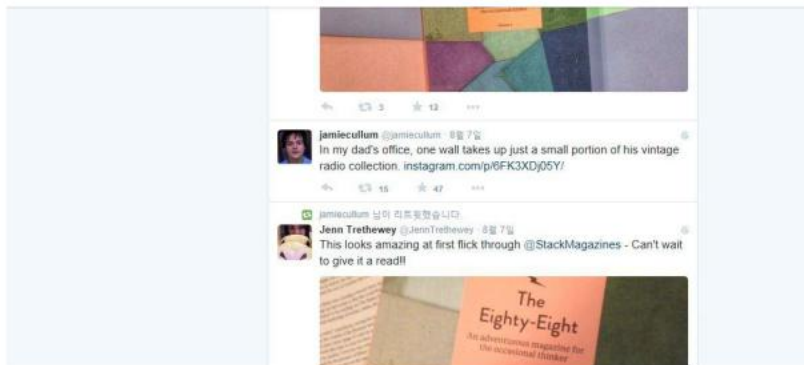 3 12
jamiecullum @jamiecullum · 8월 7일
In my dad's office, one wall takes up just a small portion of his vintage
radio collection. instagram.com/p/6FK3XDj05Y/
15 47
jamiecullum 님이 리트윗했습니다.
Jenn Trethewey @JennTrethewey · 8월 7일
This looks amazing at first flick through @StackMagazines - Can't wait
to give it a read!!!
The
Eighty-Eight
An adventurous magazine for
the occasional thinker